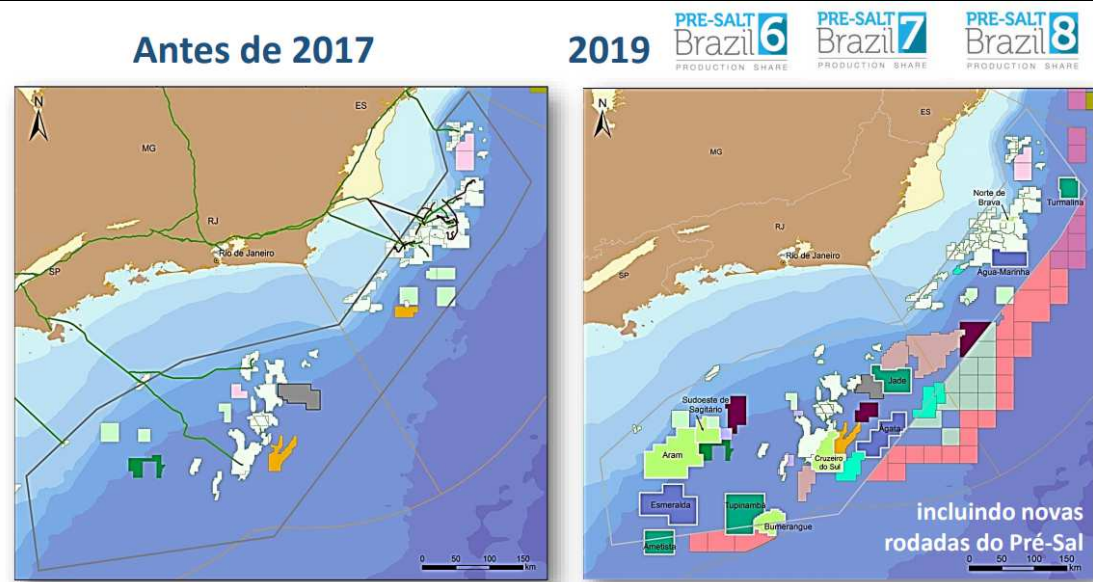 Antes de 2017
2019
PRE-SALT
Brazil 6
PRODUCTION SHARE
PRE-SALT
Brazil 7
PRODUCTION SHARE
PRE-SALT
Brazil 8
PRODUCTION SHARE
N
ES
MG
RJ
Rio de Janeiro
SP
0 50 100 150
km
N
ES
MG
Norte de
Brava
Turmalina
RJ
Rio de Janeiro
SP
Água-Marinha
Jade
Sudoeste de
Sagitário
Ágata
Aram
Cruzeiro
do Sul
Esmeralda
Tupinambá
Bumerangue
Ametista
incluindo novas
rodadas do Pré-Sal
0 50 100 150
km